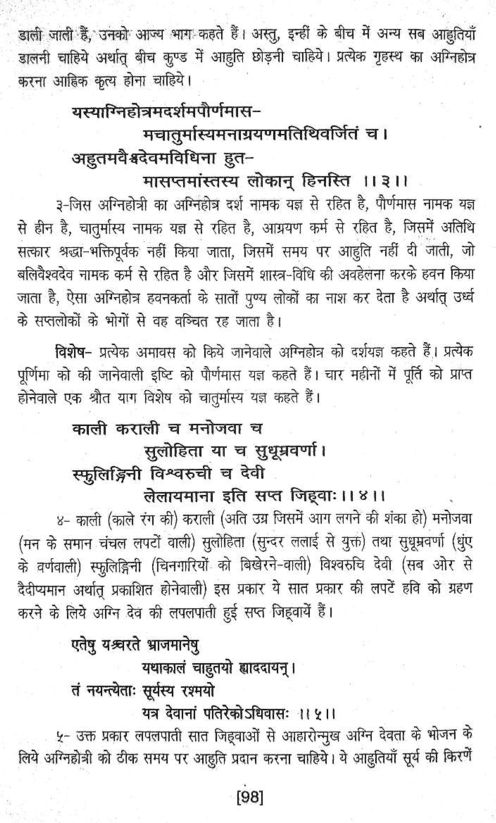 डाली जाती हैं, उनको आज्य भाग कहते हैं। अस्तु, इन्हीं के बीच में अन्य सब आहुतियाँ
डालनी चाहिये अर्थात् बीच कुण्ड में आहुति छोड़नी चाहिये। प्रत्येक गृहस्थ का अग्निहोत्र
करना आहिक कृत्य होना चाहिये।
यस्याग्निहोत्रमदर्शमपौर्णमास-
मचातुर्मास्यमनाग्रयणमतिथिवर्जितं च।
अहुतमवैश्वदेवमविधिना हुत-
मासप्तमांस्तस्य लोकान् हिनस्ति ।।३।।
३-जिस अग्निहोत्री का अग्निहोत्र दर्श नामक यज्ञ से रहित है, पौर्णमास नामक यज्ञ
से हीन है, चातुर्मास्य नामक यज्ञ से रहित है, आग्रयण कर्म से रहित है, जिसमें अतिथि
सत्कार श्रद्धा-भक्तिपूर्वक नहीं किया जाता, जिसमें समय पर आहुति नहीं दी जाती, जो
बलिवैश्वदेव नामक कर्म से रहित है और जिसमें शास्त्र-विधि की अवहेलना करके हवन किया
जाता है, ऐसा अग्निहोत्र हवनकर्ता के सातों पुण्य लोकों का नाश कर देता है अर्थात् उर्ध्व
के सप्तलोकों के भोगों से वह वञ्चित रह जाता है।
विशेष- प्रत्येक अमावस को किये जानेवाले अग्निहोत्र को दर्शयज्ञ कहते हैं। प्रत्येक
पूर्णिमा को की जानेवाली इष्टि को पौर्णमास यज्ञ कहते हैं। चार महीनों में पूर्ति को प्राप्त
होनेवाले एक श्रौत याग विशेष को चातुर्मास्य यज्ञ कहते हैं।
काली कराली च मनोजवा च
सुलोहिता या च सुधूम्रवर्णा।
स्फुलिङ्गिनी विश्वरुची च देवी
लेलायमाना इति सप्त जिह्वाः।।४।।
४- काली (काले रंग की) कराली (अति उग्र जिसमें आग लगने की शंका हो) मनोजवा
(मन के समान चंचल लपटों वाली) सुलोहिता (सुन्दर ललाई से युक्त) तथा सुधूम्रवर्णा (धुंए
के वर्णवाली) स्फुलिङ्गिनी (चिनगारियों को बिखेरने-वाली) विश्वरुचि देवी (सब ओर से
दैदीप्यमान अर्थात् प्रकाशित होनेवाली) इस प्रकार ये सात प्रकार की लपटें हवि को ग्रहण
करने के लिये अग्नि देव की लपलपाती हुई सप्त जिह्वायें हैं।
एतेषु यश्चरते भ्राजमानेषु
यथाकालं चाहुतयो ह्याददायन्।
तं नयन्त्येताः सूर्यस्य रश्मयो
यत्र देवानां पतिरेकोऽधिवासः ।।५।।
५- उक्त प्रकार लपलपाती सात जिह्वाओं से आहारोन्मुख अग्नि देवता के भोजन के
लिये अग्निहोत्री को ठीक समय पर आहुति प्रदान करना चाहिये। ये आहुतियाँ सूर्य की किरणें
[98]